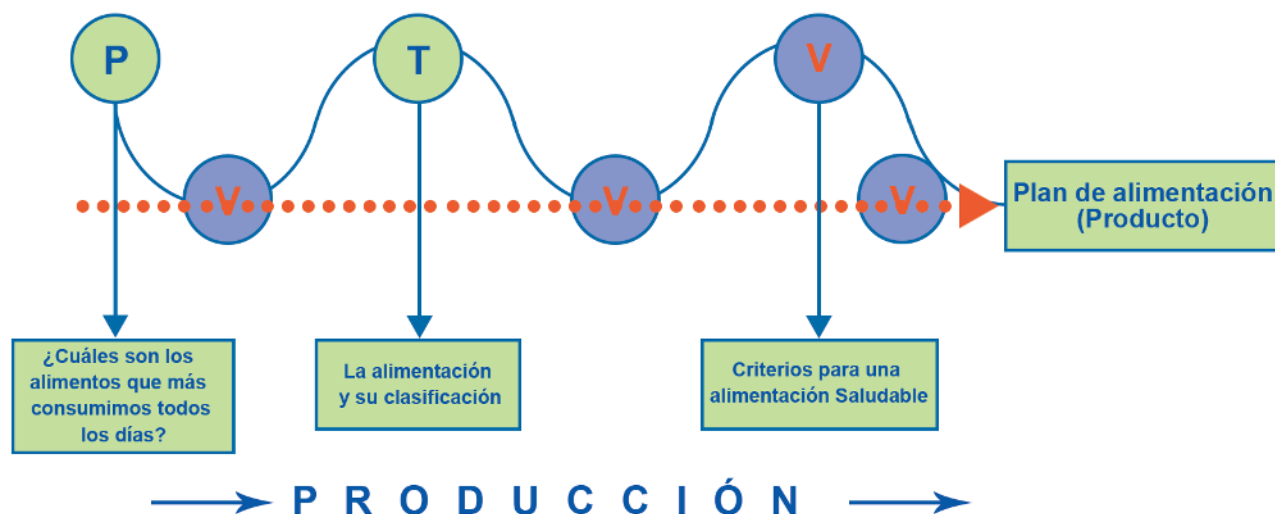 P
T
V
V
V
V
Plan de alimentación
(Producto)
¿Cuáles son los
alimentos que más
consumimos todos
los días?
La alimentación
y su clasificación
Criterios para una
alimentación Saludable
PRODUCCIÓN